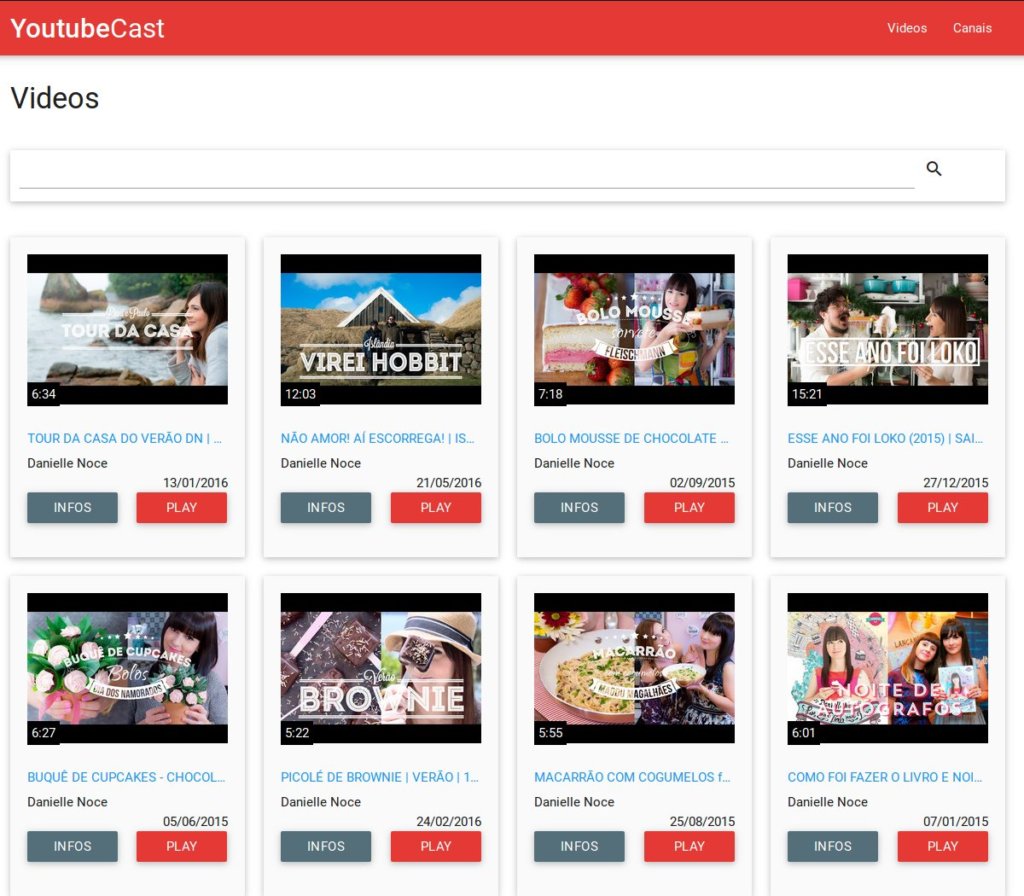 YoutubeCast
Videos
Canais
Videos
Pami e Paulo
TOUR DA CASA
6:34
Islândia
VIREI HOBBIT
12:03
BOLO MOUSSE
sorvete
FLEISCHMANN
7:18
ESSE ANO FOI LOKO
15:21
TOUR DA CASA DO VERÃO DN | ...
Danielle Noce
13/01/2016
INFOS
PLAY
NÃO AMOR! AÍ ESCORREGA! | IS...
Danielle Noce
21/05/2016
INFOS
PLAY
BOLO MOUSSE DE CHOCOLATE ...
Danielle Noce
02/09/2015
INFOS
PLAY
ESSE ANO FOI LOKO (2015) | SAI...
Danielle Noce
27/12/2015
INFOS
PLAY
BUQUÊ DE CUPCAKES
Bolos
DIA DOS NAMORADOS
6:27
Verão
BROWNIE
5:22
MACARRÃO
MAGALHÃES
5:55
NOITE DE
AUTÓGRAFOS
6:01
BUQUÊ DE CUPCAKES - CHOCOL...
Danielle Noce
05/06/2015
INFOS
PLAY
PICOLÉ DE BROWNIE | VERÃO | 1...
Danielle Noce
24/02/2016
INFOS
PLAY
MACARRÃO COM COGUMELOS f...
Danielle Noce
25/08/2015
INFOS
PLAY
COMO FOI FAZER O LIVRO E NOI...
Danielle Noce
07/01/2015
INFOS
PLAY